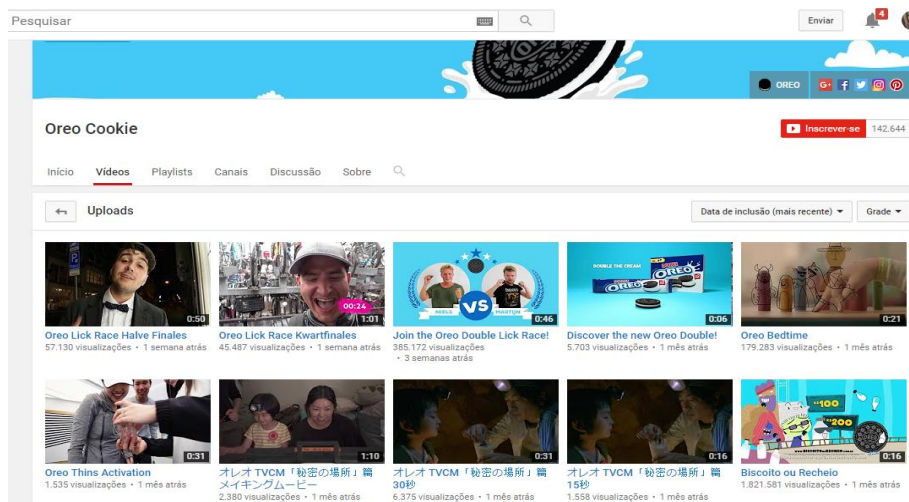 Pesquisar
Enviar
4
OREO
Oreo Cookie
Inscrever-se 142.644
Início Vídeos Playlists Canais Discussão Sobre
Uploads
Data de inclusão (mais recente)
Grade
0:50
00:24
1:01
NIELS VS MARTIJN
0:46
DOUBLE THE CREAM
OREO
0:06
0:21
Oreo Lick Race Halve Finales
57.130 visualizações • 1 semana atrás
Oreo Lick Race Kwartfinales
45.487 visualizações • 1 semana atrás
Join the Oreo Double Lick Race!
385.172 visualizações
• 3 semanas atrás
Discover the new Oreo Double!
5.703 visualizações • 1 mês atrás
Oreo Bedtime
179.283 visualizações • 1 mês atrás
0:31
1:10
0:31
0:16
100
200
0:16
Oreo Thins Activation
1.535 visualizações • 1 mês atrás
オレオ TVCM「秘密の場所」篇
メイキングムービー
2.380 visualizações • 1 mês atrás
オレオ TVCM「秘密の場所」篇
30秒
6.375 visualizações • 1 mês atrás
オレオ TVCM「秘密の場所」篇
15秒
1.558 visualizações • 1 mês atrás
Biscoito ou Recheio
1.821.581 visualizações • 1 mês atrás